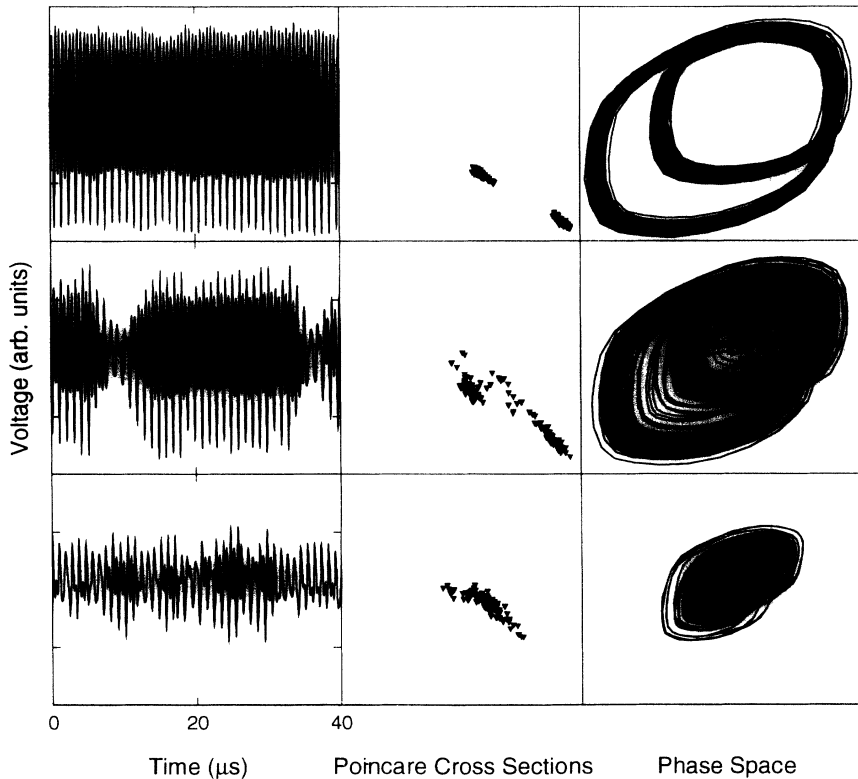 Voltage (arb. units)
0 20 40
Time (μs) Poincare Cross Sections Phase Space